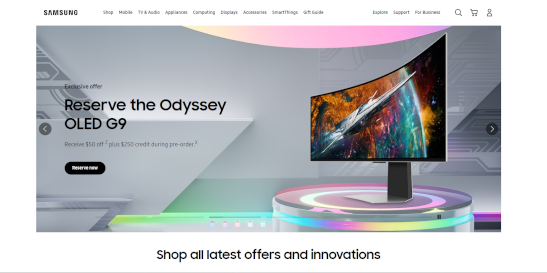 SAMSUNG
Shop Mobile TV & Audio Appliances Computing Displays Accessories SmartThings Gift Guide
Explore Support For Business
Exclusive offer
Reserve the Odyssey
OLED G9
Receive $50 off plus $250 credit during pre-order.
Reserve now
Shop all latest offers and innovations